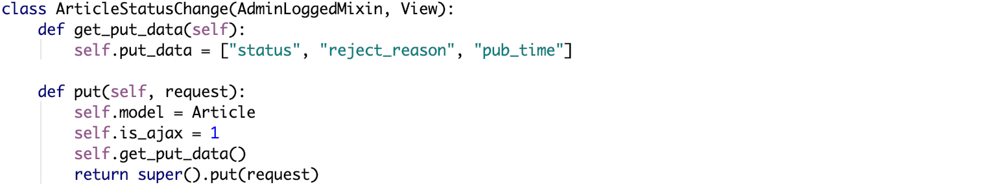 class ArticleStatusChange(AdminLoggedMixin, View):
    def get_put_data(self):
        self.put_data = ["status", "reject_reason", "pub_time"]

    def put(self, request):
        self.model = Article
        self.is_ajax = 1
        self.get_put_data()
        return super().put(request)